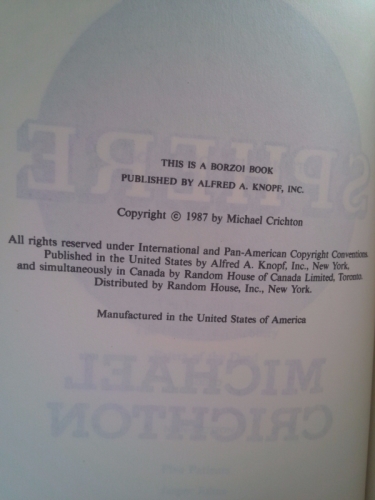 THIS IS A BORZOI BOOK
PUBLISHED BY ALFRED A. KNOPF, INC.
Copyright © 1987 by Michael Crichton
All rights reserved under International and Pan-American Copyright Conventions.
Published in the United States by Alfred A. Knopf, Inc., New York,
and simultaneously in Canada by Random House of Canada Limited, Toronto.
Distributed by Random House, Inc., New York.
Manufactured in the United States of America
SPHERE
MICHAEL
CRICHTON